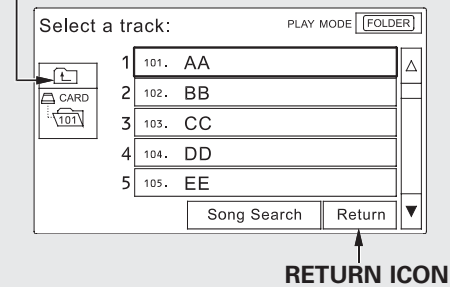 Select a track: PLAY MODE FOLDER
1 101. AA
CARD 2 102. BB
101 3 103. CC
4 104. DD
5 105. EE
Song Search Return
RETURN ICON